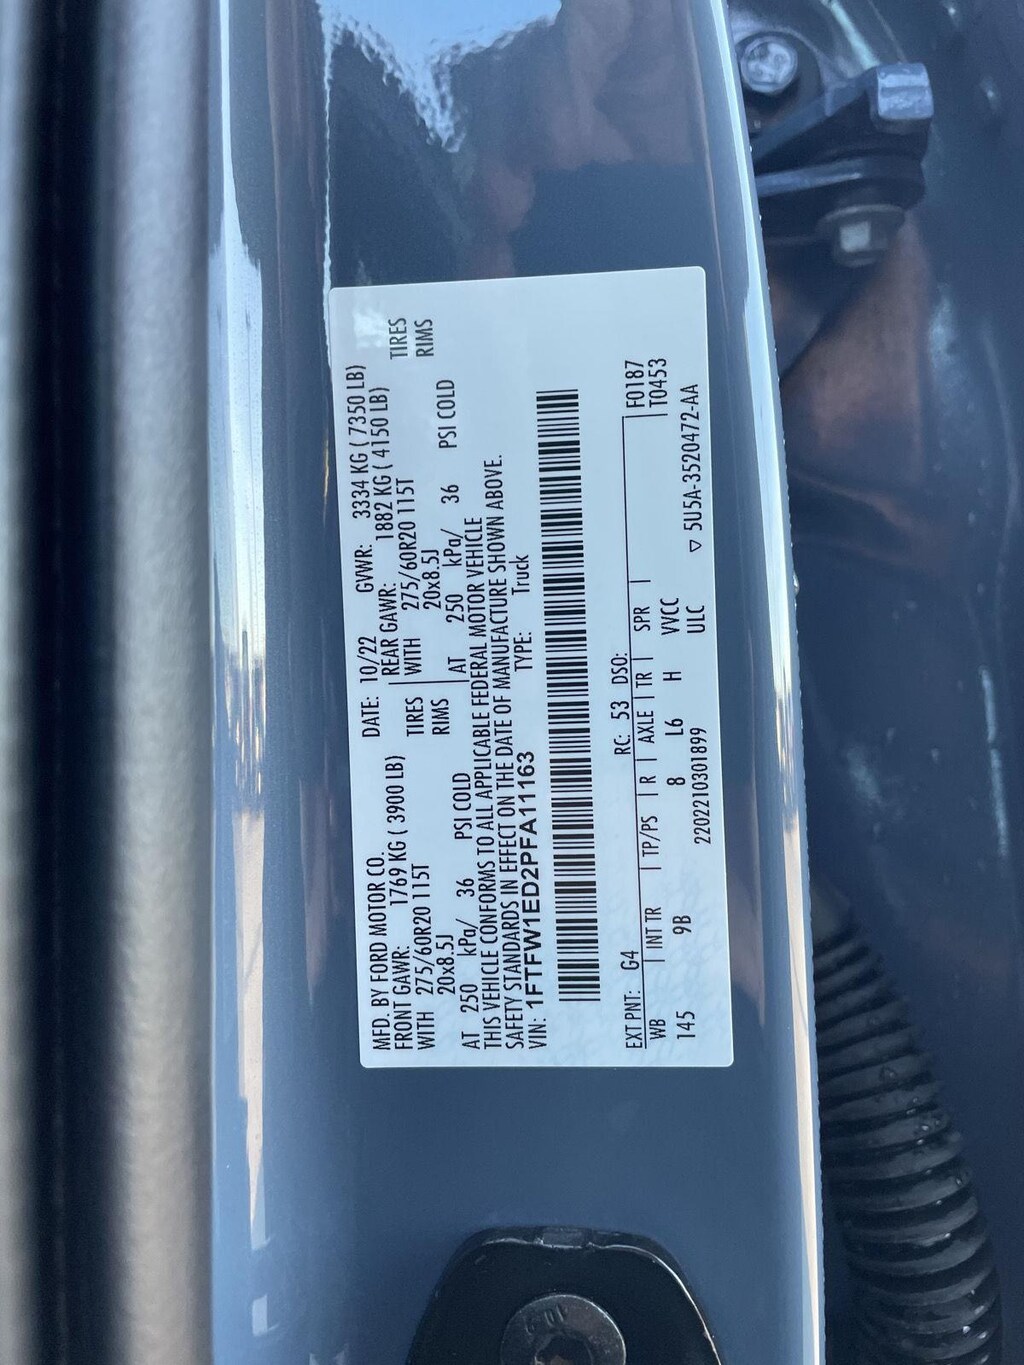 MFD. BY FORD MOTOR CO. DATE: 10/22 GVWR: 3334 KG ( 7350 LB)
FRONT GAWR: 1769 KG ( 3900 LB) REAR GAWR: 1882 KG ( 4150 LB)
WITH 275/60R20 115T TIRES WITH 275/60R20 115T TIRES
20x8.5J RIMS 20x8.5J RIMS
AT 250 kPa/ 36 PSI COLD AT 250 kPa/ 36 PSI COLD
THIS VEHICLE CONFORMS TO ALL APPLICABLE FEDERAL MOTOR VEHICLE
SAFETY STANDARDS IN EFFECT ON THE DATE OF MANUFACTURE SHOWN ABOVE.
VIN: 1FTFW1ED2PFA11163 TYPE: Truck
EXT PNT: G4 RC: 53 DSO: F0187
WB | INT TR | TP/PS | R | AXLE | TR | SPR | T0453
145 9B 8 L6 H VVCC
2202210301899 ULC ▽ 5U5A-3520472-AA